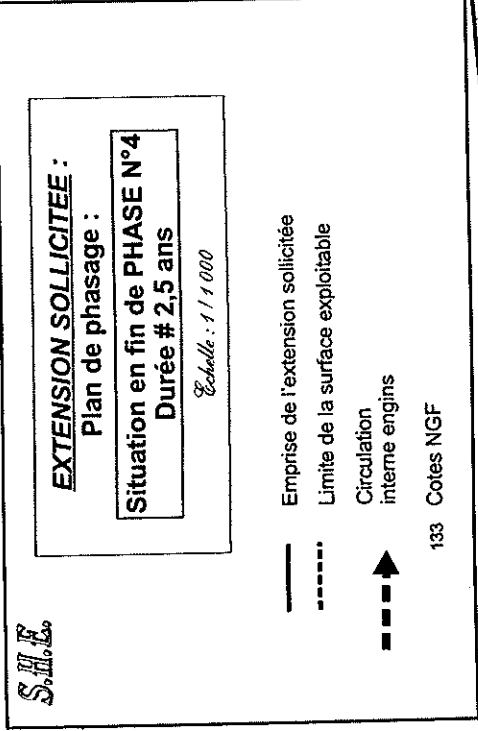 S.H.E.
EXTENSION SOLLICITEE :
Plan de phasage :
Situation en fin de PHASE N°4
Durée # 2,5 ans
Echelle : 1 / 1 000
Emprise de l'extension sollicitée
Limite de la surface exploitable
Circulation
interne engins
133 Cotes NGF